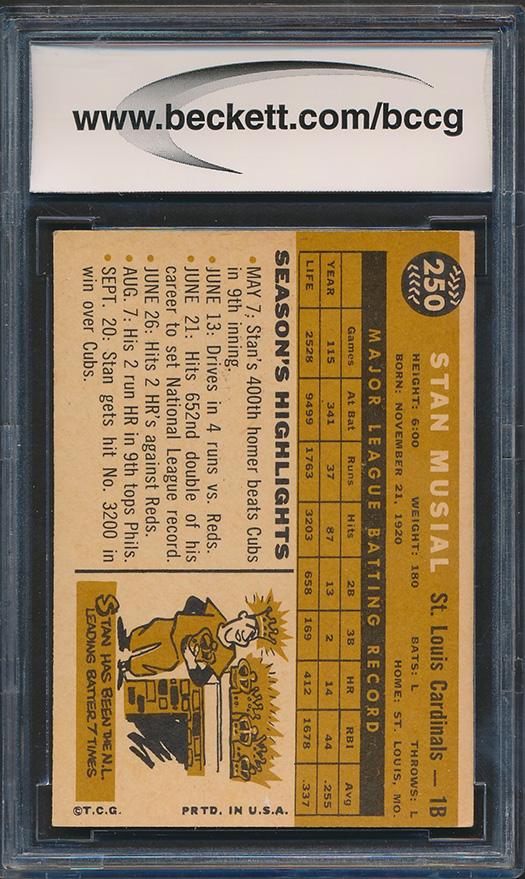 www.beckett.com/bccg
250
STAN MUSIAL St. Louis Cardinals — 1B
HEIGHT: 6:00 WEIGHT: 180 BATS: L THROWS: L
BORN: NOVEMBER 21, 1920 HOME: ST. LOUIS, MO.
MAJOR LEAGUE BATTING RECORD
Games At Bat Runs Hits 2B 3B HR RBI Avg
YEAR 115 341 37 87 13 2 14 44 .255
LIFE 2528 9499 1763 3203 658 169 412 1678 .337
SEASON'S HIGHLIGHTS
• MAY 7; Stan's 400th homer beats Cubs
in 9th inning.
• JUNE 13: Drives in 4 runs vs. Reds.
• JUNE 21: Hits 652nd double of his
career to set National League record.
• JUNE 26: Hits 2 HR's against Reds.
• AUG. 7: His 2 run HR in 9th tops Phils.
• SEPT. 20: Stan gets hit No. 3200 in
win over Cubs.
STAN HAS BEEN THE N.L.
LEADING BATTER 7 TIMES.
©T.C.G. PRTD. IN U.S.A.